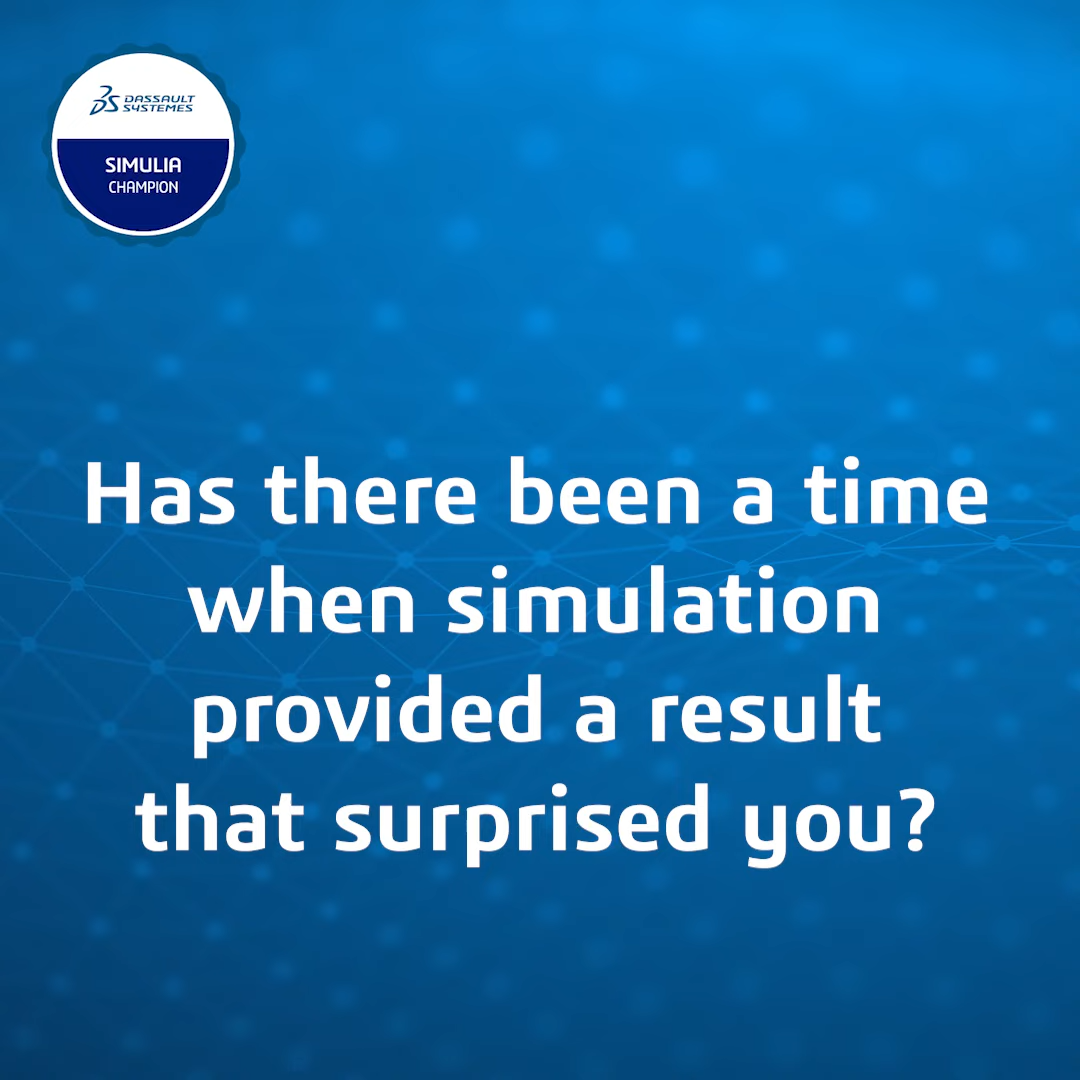 DASSAULT
SYSTEMES
SIMULIA
CHAMPION
Has there been a time
when simulation
provided a result
that surprised you?